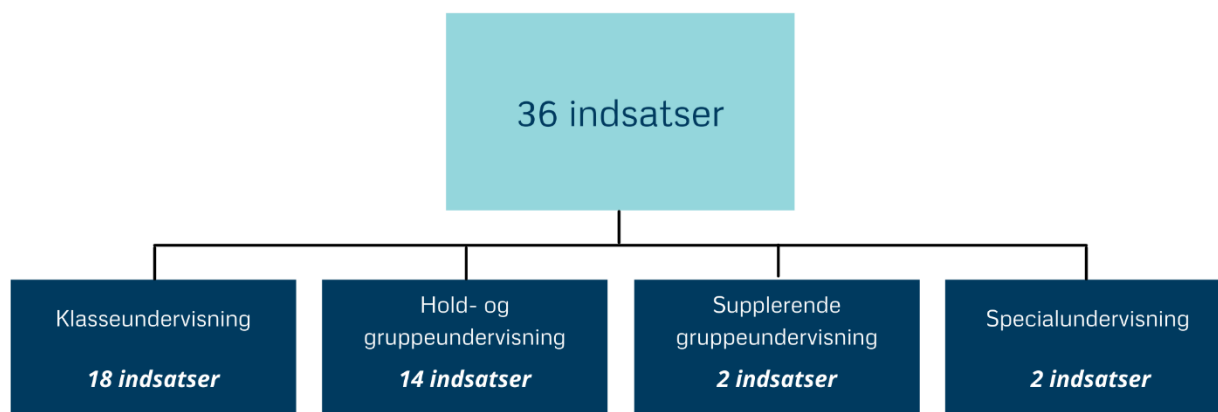 36 indsatser
Klasseundervisning
18 indsatser
Hold- og
gruppeundervisning
14 indsatser
Supplerende
gruppeundervisning
2 indsatser
Specialundervisning
2 indsatser